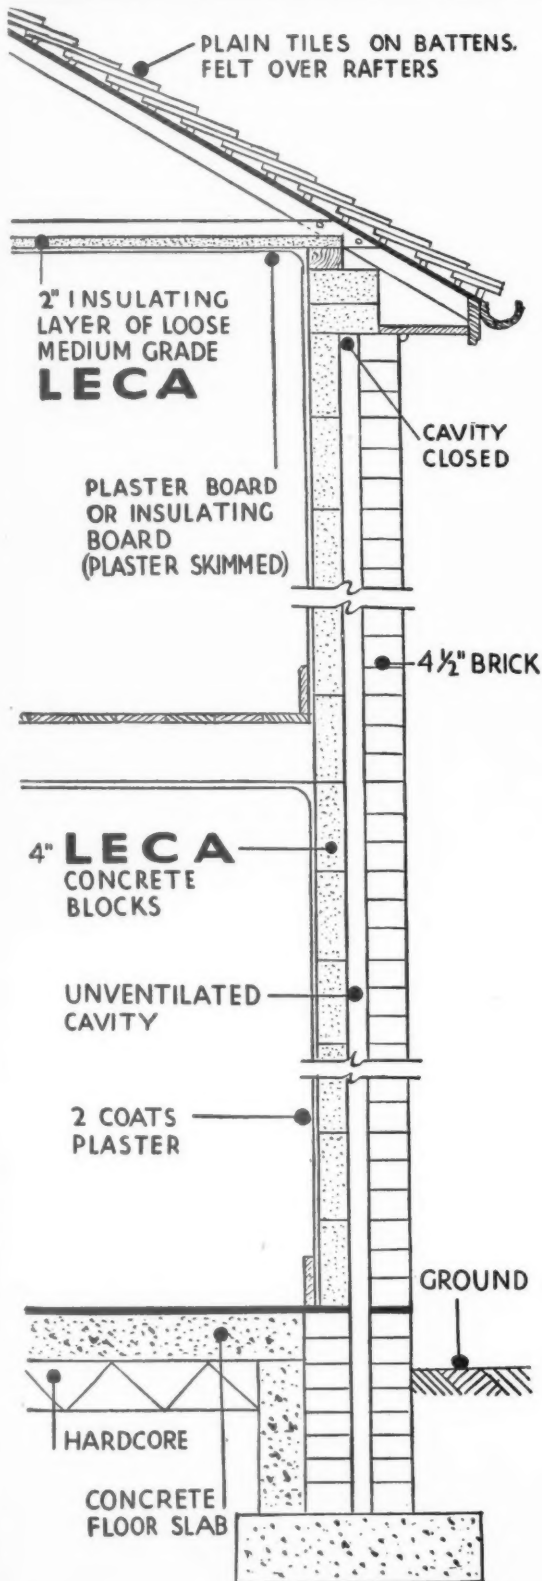 PLAIN TILES ON BATTENS.
FELT OVER RAFTERS
2" INSULATING
LAYER OF LOOSE
MEDIUM GRADE
LECA
CAVITY
CLOSED
PLASTER BOARD
OR INSULATING
BOARD
(PLASTER SKIMMED)
4½" BRICK
4" LECA
CONCRETE
BLOCKS
UNVENTILATED
CAVITY
2 COATS
PLASTER
GROUND
HARDCORE
CONCRETE
FLOOR SLAB